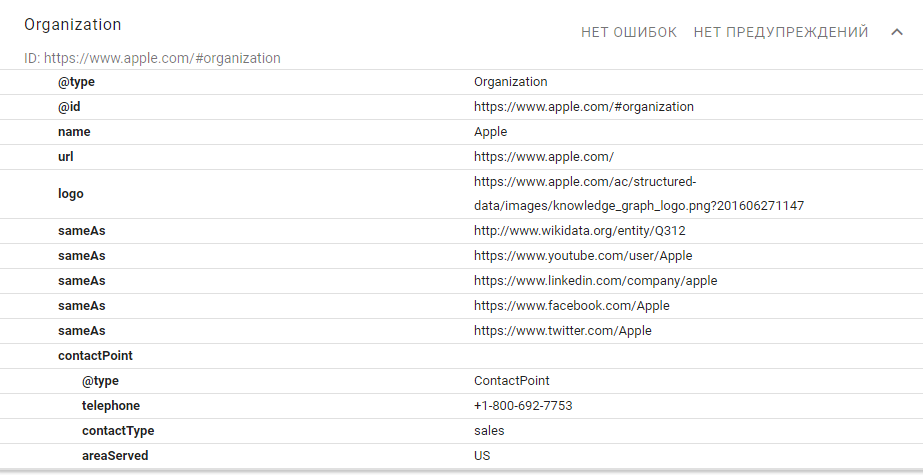 Organization
НЕТ ОШИБОК НЕТ ПРЕДУПРЕЖДЕНИЙ
ID: https://www.apple.com/#organization
@type Organization
@id https://www.apple.com/#organization
name Apple
url https://www.apple.com/
logo https://www.apple.com/ac/structured-
data/images/knowledge_graph_logo.png?201606271147
sameAs http://www.wikidata.org/entity/Q312
sameAs https://www.youtube.com/user/Apple
sameAs https://www.linkedin.com/company/apple
sameAs https://www.facebook.com/Apple
sameAs https://www.twitter.com/Apple
contactPoint
@type ContactPoint
telephone +1-800-692-7753
contactType sales
areaServed US